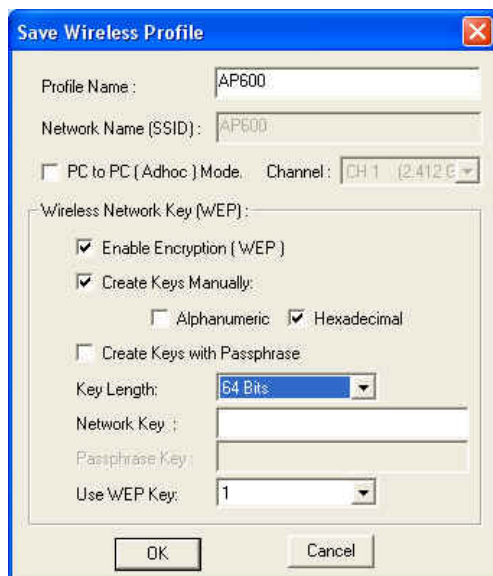 Save Wireless Profile
Profile Name : AP600
Network Name (SSID) : AP600
PC to PC ( Adhoc ) Mode. Channel : CH 1 (2.412 G
Wireless Network Key (WEP) :
Enable Encryption ( WEP )
Create Keys Manually:
Alphanumeric Hexadecimal
Create Keys with Passphrase
Key Length: 64 Bits
Network Key :
Passphrase Key :
Use WEP Key: 1
OK Cancel